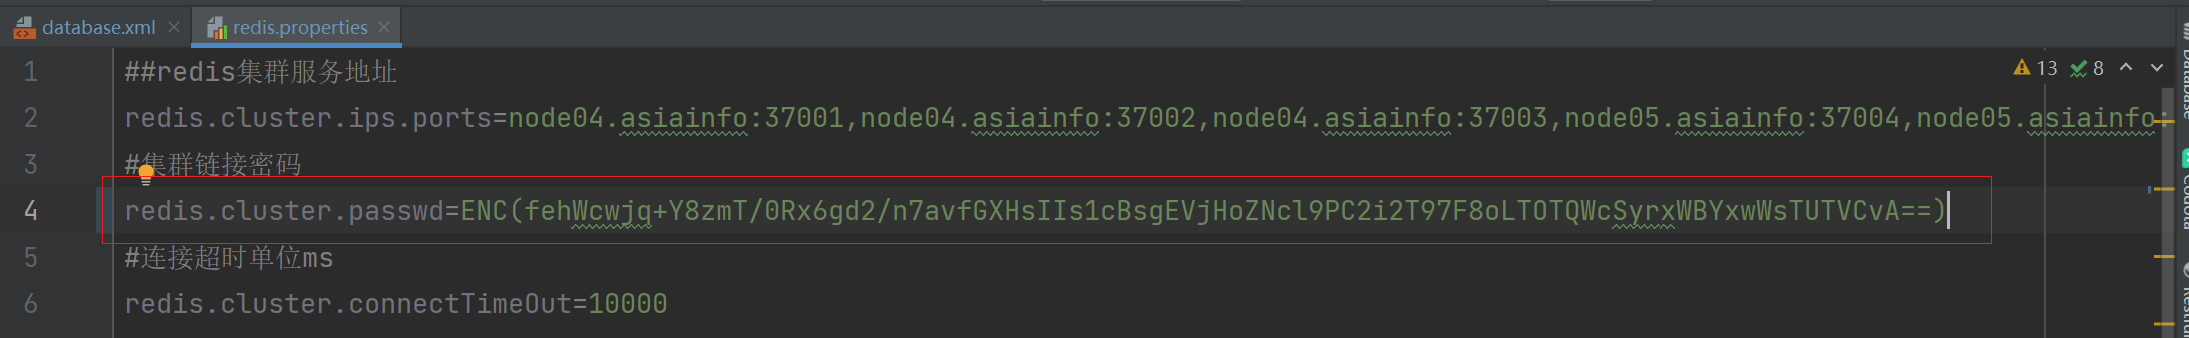 database.xml
redis.properties
13 8
1 ##redis集群服务地址
2 redis.cluster.ips.ports=node04.asiainfo:37001,node04.asiainfo:37002,node04.asiainfo:37003,node05.asiainfo:37004,node05.asiainfo:
3 #集群链接密码
4 redis.cluster.passwd=ENC(fehWcwjq+Y8zmT/0Rx6gd2/n7avfGXHsIIs1cBsgEVjHoZNcl9PC2i2T97F8oLTOTQWcSyrxWBYxwWsTUTVCvA==)
5 #连接超时单位ms
6 redis.cluster.connectTimeOut=10000
Database